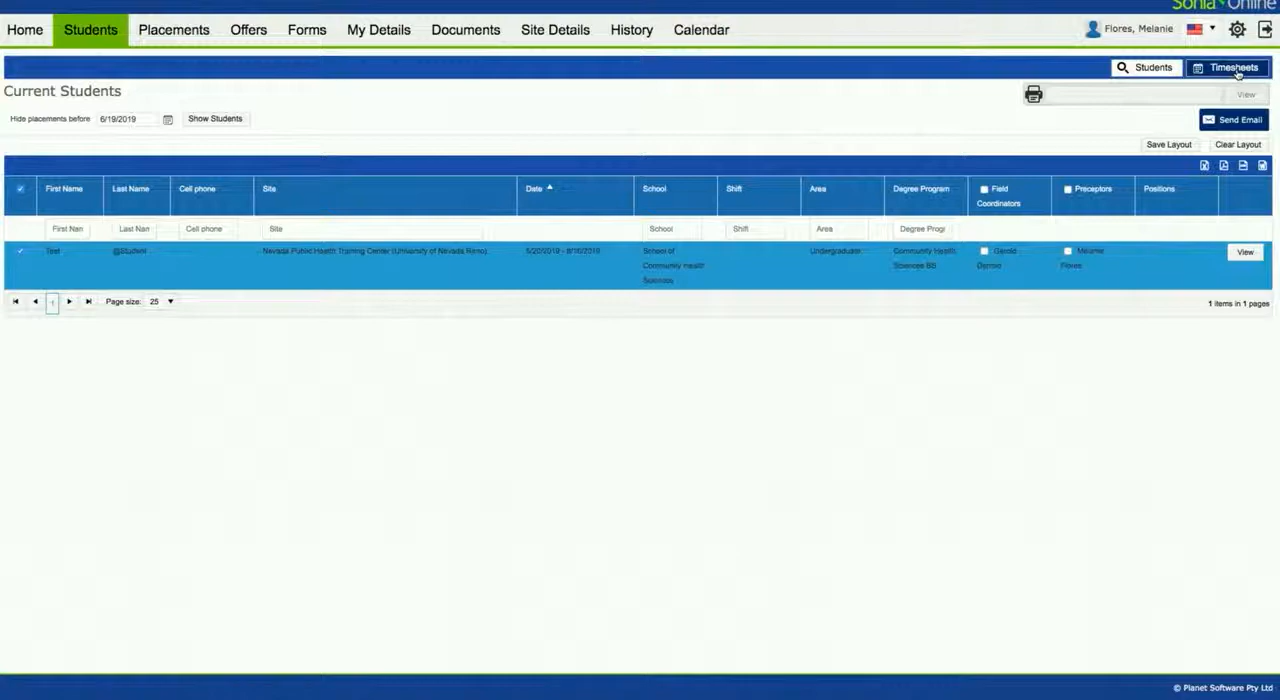 Sonia Online
Home Students Placements Offers Forms My Details Documents Site Details History Calendar Flores, Melanie
Students Timesheets
Current Students
View
Hide placements before 6/19/2019 Show Students
Send Email
Save Layout Clear Layout
First Name Last Name Cell phone Site Date School Shift Area Degree Program Field Coordinators Preceptors Positions
First Nan Last Nan Cell phone Site School Shift Area Degree Progr
Test @Student Nevada Public Health Training Center (University of Nevada Reno) 5/20/2019 - 8/16/2019 School of Community Health Sciences Undergraduate Community Health Sciences BS Gerold Dermid Melanie Flores View
1 Page size: 25 1 items in 1 pages
© Planet Software Pty Ltd